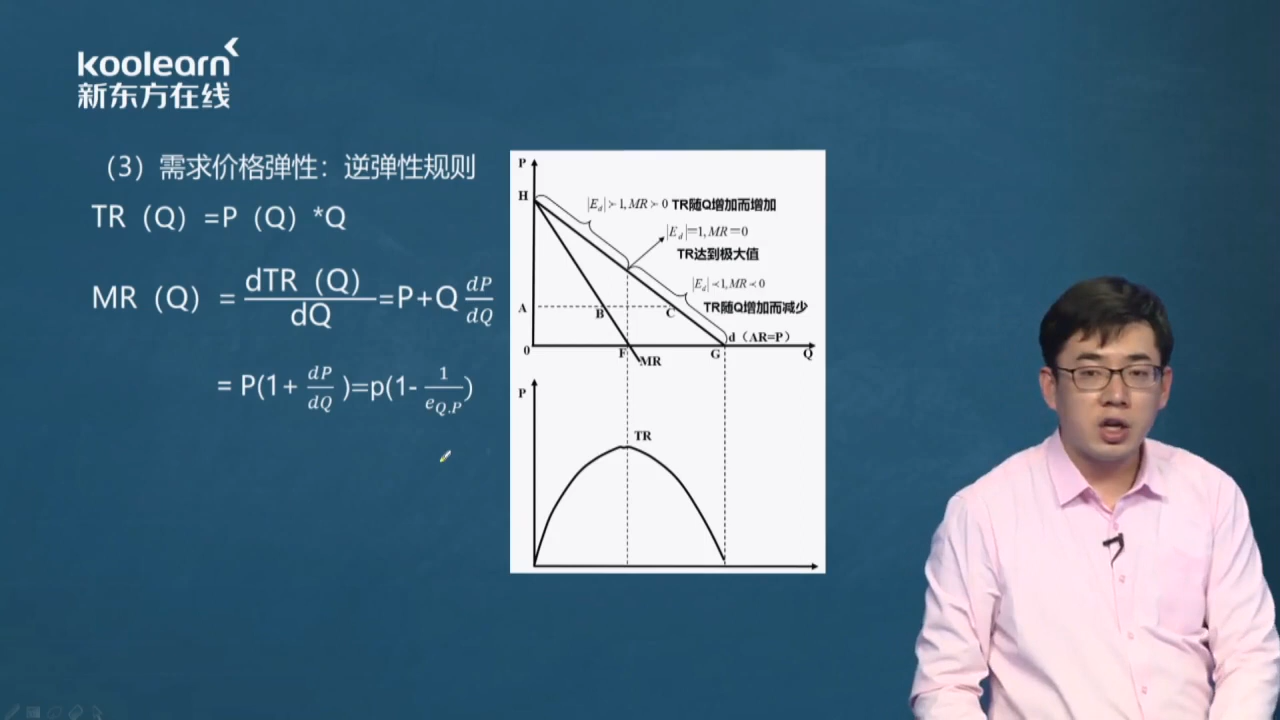 koolearn
新东方在线
（3）需求价格弹性：逆弹性规则
TR（Q）=P（Q）*Q
MR（Q）= dTR（Q）/dQ =P+Q dP/dQ
= P(1+ dP/dQ )=p(1- 1/e_{Q.P})
P
H
|E_d|≻1,MR≻0 TR随Q增加而增加
|E_d|=1,MR=0
TR达到极大值
|E_d|≺1,MR≺0
TR随Q增加而减少
A
B
C
d（AR=P）
0
F
MR
G
Q
P
TR